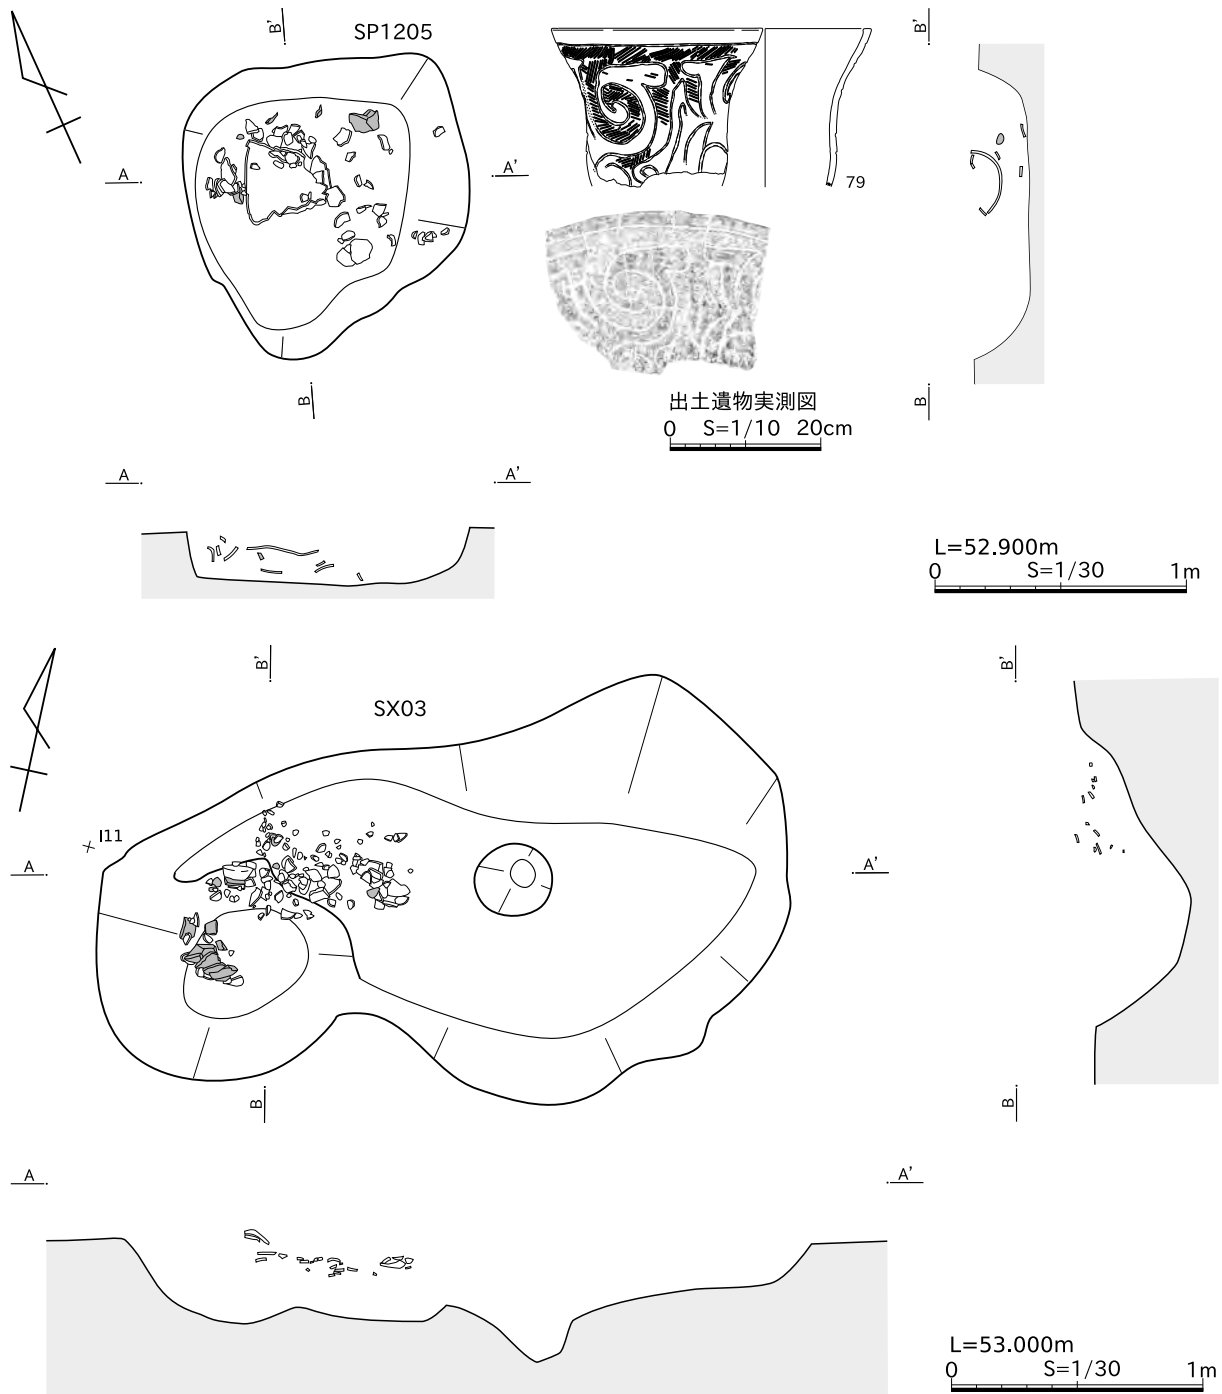 B'
SP1205
B'
A
A'
79
B
B
出土遺物実測図
0 S=1/10 20cm
A
A'
L=52.900m
0 S=1/30 1m
B'
B'
SX03
I11
A
A'
B
B
A
A'
L=53.000m
0 S=1/30 1m